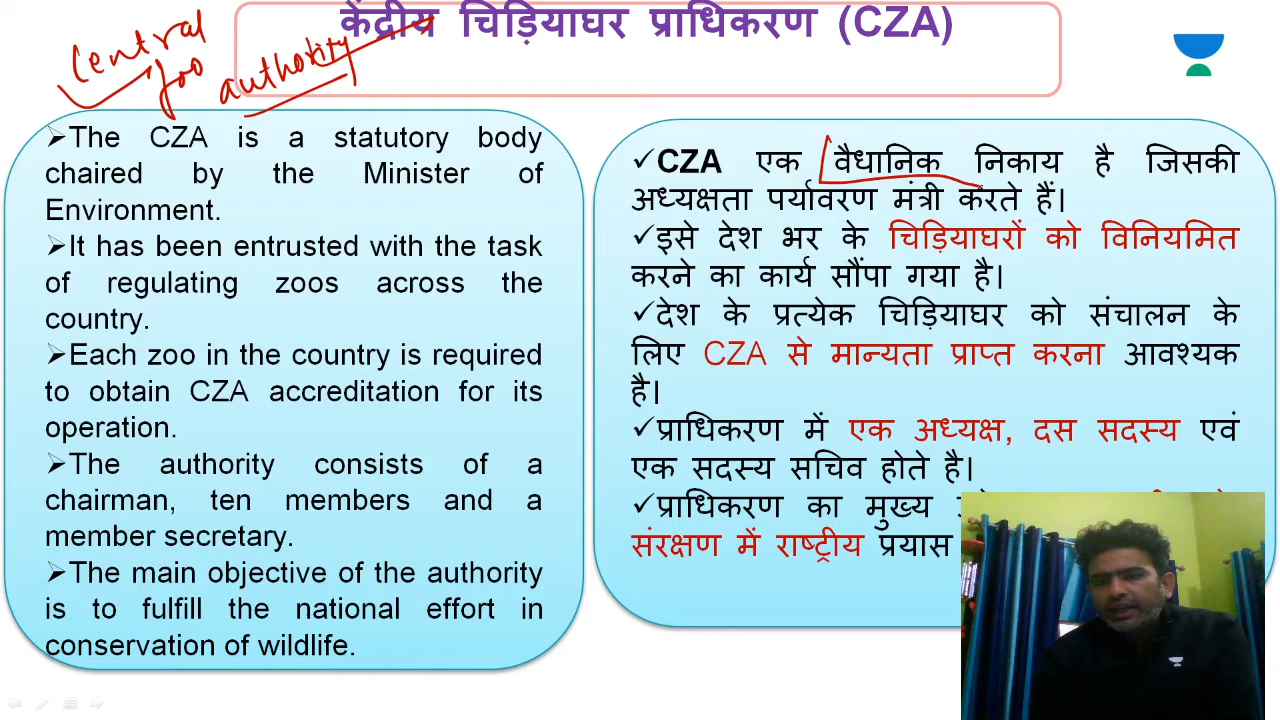 केंद्रीय चिड़ियाघर प्राधिकरण (CZA)
Central
Zoo
authority
➢The CZA is a statutory body
chaired by the Minister of
Environment.
➢It has been entrusted with the task
of regulating zoos across the
country.
➢Each zoo in the country is required
to obtain CZA accreditation for its
operation.
➢The authority consists of a
chairman, ten members and a
member secretary.
➢The main objective of the authority
is to fulfill the national effort in
conservation of wildlife.
✓CZA एक वैधानिक निकाय है जिसकी
अध्यक्षता पर्यावरण मंत्री करते हैं।
✓इसे देश भर के चिड़ियाघरों को विनियमित
करने का कार्य सौंपा गया है।
✓देश के प्रत्येक चिड़ियाघर को संचालन के
लिए CZA से मान्यता प्राप्त करना आवश्यक
है।
✓प्राधिकरण में एक अध्यक्ष, दस सदस्य एवं
एक सदस्य सचिव होते है।
✓प्राधिकरण का मुख्य
संरक्षण में राष्ट्रीय प्रयास